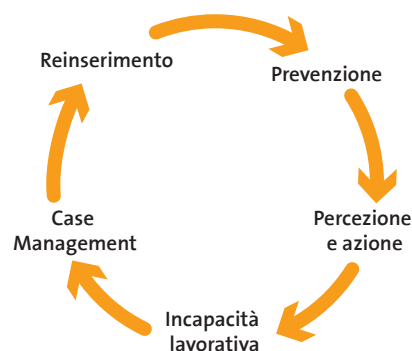 Reinserimento
Prevenzione
Percezione
e azione
Incapacità
lavorativa
Case
Management